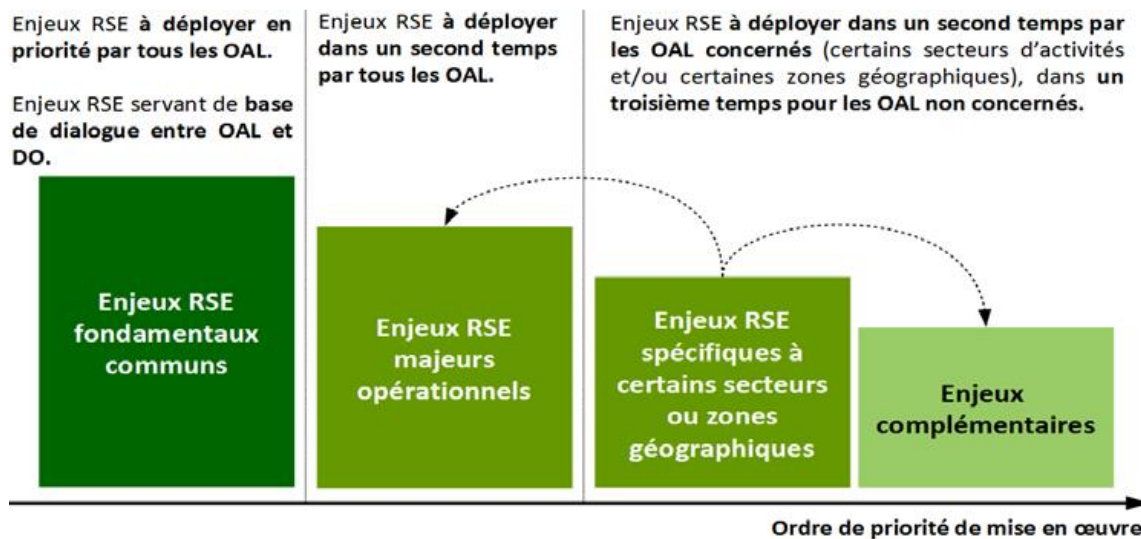 Enjeux RSE à déployer en
priorité par tous les OAL.
Enjeux RSE servant de base
de dialogue entre OAL et
DO.
Enjeux RSE à déployer
dans un second temps
par tous les OAL.
Enjeux RSE à déployer dans un second temps par
les OAL concernés (certains secteurs d'activités
et/ou certaines zones géographiques), dans un
troisième temps pour les OAL non concernés.
Enjeux RSE
fondamentaux
communs
Enjeux RSE
majeurs
opérationnels
Enjeux RSE
spécifiques à
certains secteurs
ou zones
géographiques
Enjeux
complémentaires
Ordre de priorité de mise en œuvre